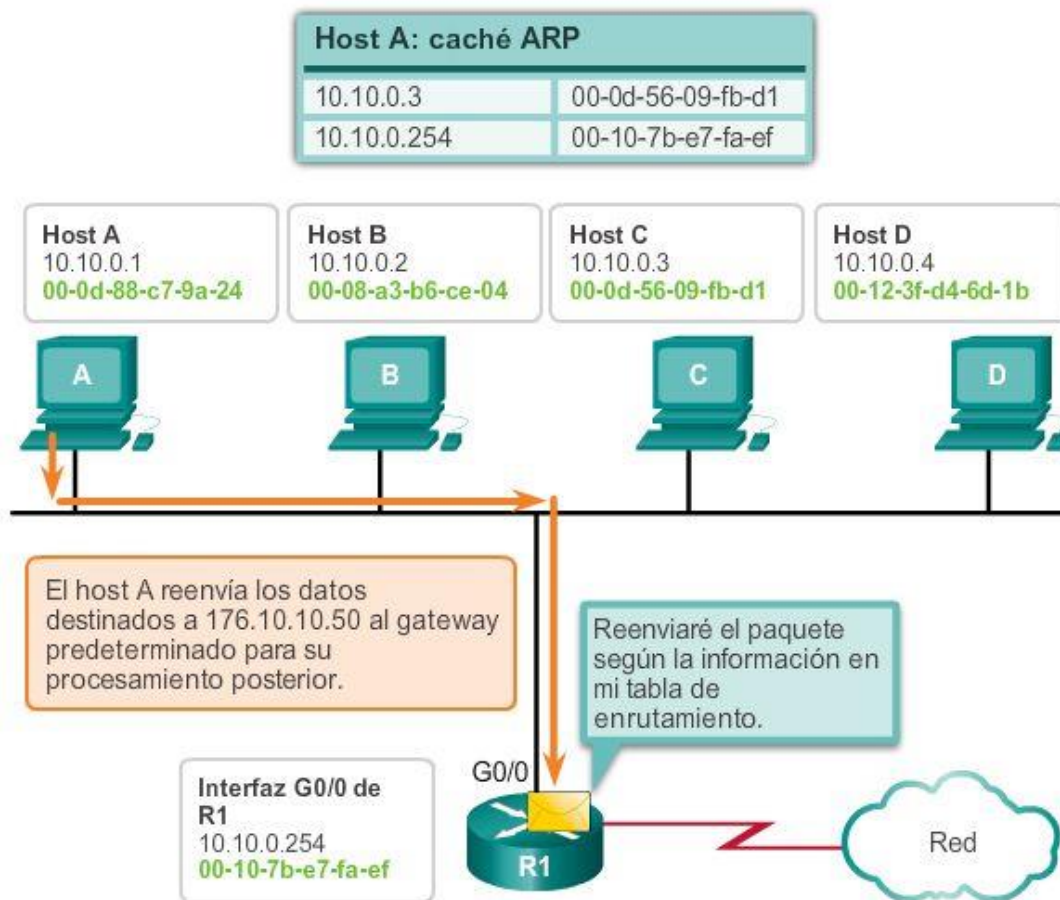 Host A: caché ARP
10.10.0.3 00-0d-56-09-fb-d1
10.10.0.254 00-10-7b-e7-fa-ef
Host A
10.10.0.1
00-0d-88-c7-9a-24
Host B
10.10.0.2
00-08-a3-b6-ce-04
Host C
10.10.0.3
00-0d-56-09-fb-d1
Host D
10.10.0.4
00-12-3f-d4-6d-1b
A
B
C
D
El host A reenvía los datos
destinados a 176.10.10.50 al gateway
predeterminado para su
procesamiento posterior.
Reenviaré el paquete
según la información en
mi tabla de
enrutamiento.
Interfaz G0/0 de
R1
10.10.0.254
00-10-7b-e7-fa-ef
G0/0
R1
Red